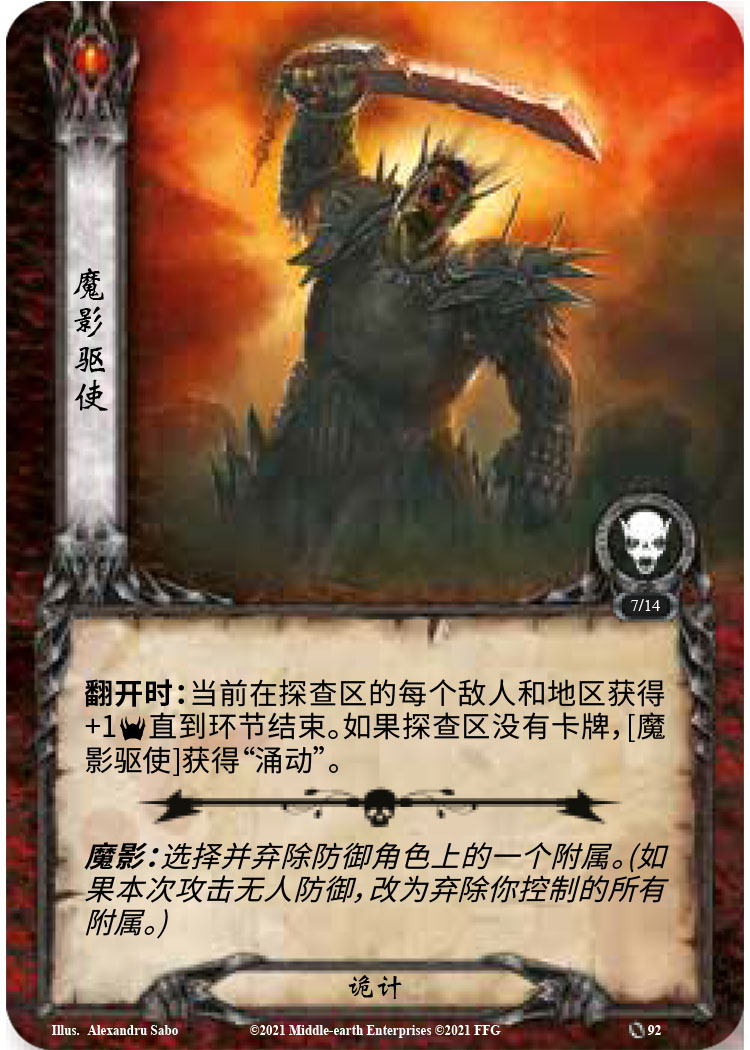 魔影驱使
7/14
翻开时：当前在探查区的每个敌人和地区获得
+1直到环节结束。如果探查区没有卡牌，[魔
影驱使]获得“涌动”。
魔影：选择并弃除防御角色上的一个附属。(如
果本次攻击无人防御，改为弃除你控制的所有
附属。)
诡计
Illus. Alexandru Sabo ©2021 Middle-earth Enterprises ©2021 FFG 92